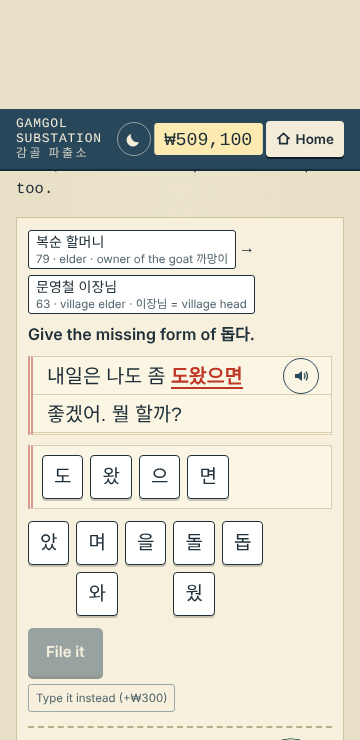 GAMGOL
SUBSTATION
감골 파출소
₩509,100
Home
too.
복순 할머니
79 · elder · owner of the goat 까망이
→
문영철 이장님
63 · village elder · 이장님 = village head
Give the missing form of 돕다.
내일은 나도 좀 도왔으면
좋겠어. 뭘 할까?
도 왔 으 면
았 며 을 돌 돕
와 웠
File it
Type it instead (+₩300)